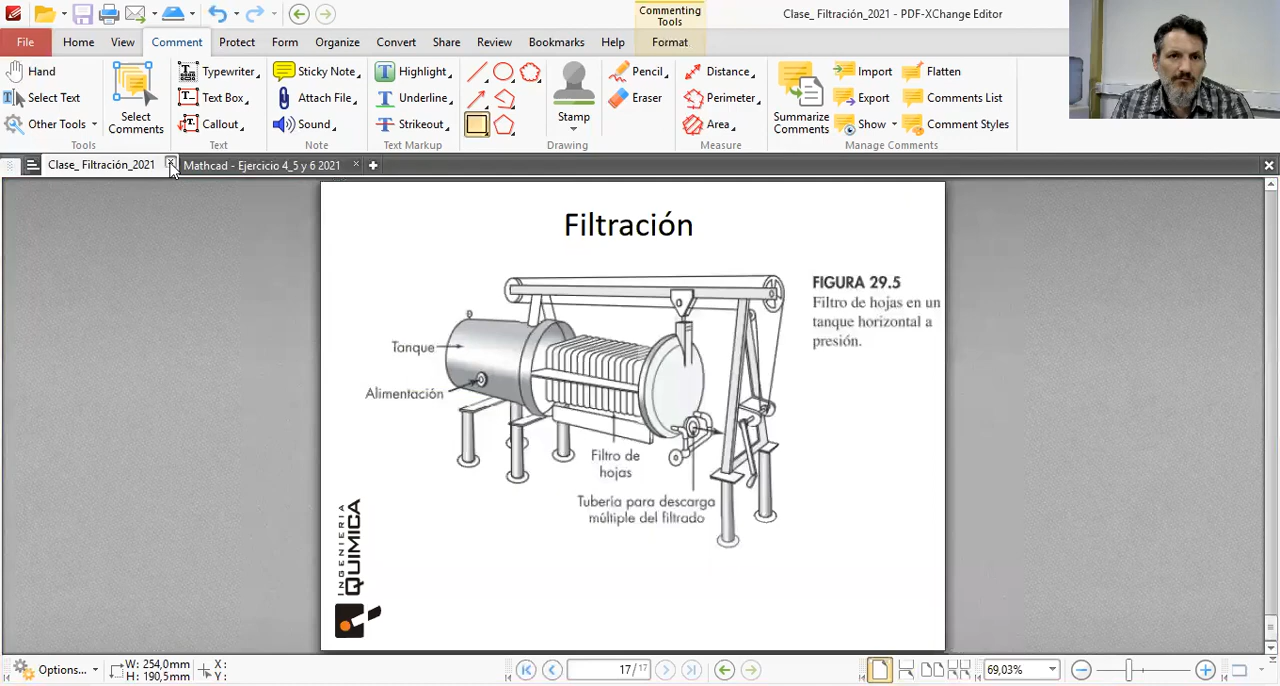 Commenting
Tools
Clase_ Filtración_2021 - PDF-XChange Editor
File
Home
View
Comment
Protect
Form
Organize
Convert
Share
Review
Bookmarks
Help
Format
Hand
Select Text
Other Tools
Select
Comments
Tools
Typewriter
Text Box
Callout
Text
Sticky Note
Attach File
Sound
Note
Highlight
Underline
Strikeout
Text Markup
Drawing
Pencil
Eraser
Stamp
Distance
Perimeter
Area
Measure
Summarize
Comments
Import
Export
Show
Flatten
Comments List
Comment Styles
Manage Comments
Clase_ Filtración_2021
Mathcad - Ejercicio 4_5 y 6 2021
Filtración
FIGURA 29.5
Filtro de hojas en un
tanque horizontal a
presión.
Tanque
Alimentación
Filtro de
hojas
Tubería para descarga
múltiple del filtrado
INGENIERIA
QUIMICA
Options...
W: 254,0mm
H: 190,5mm
X:
Y:
17/17
69,03%